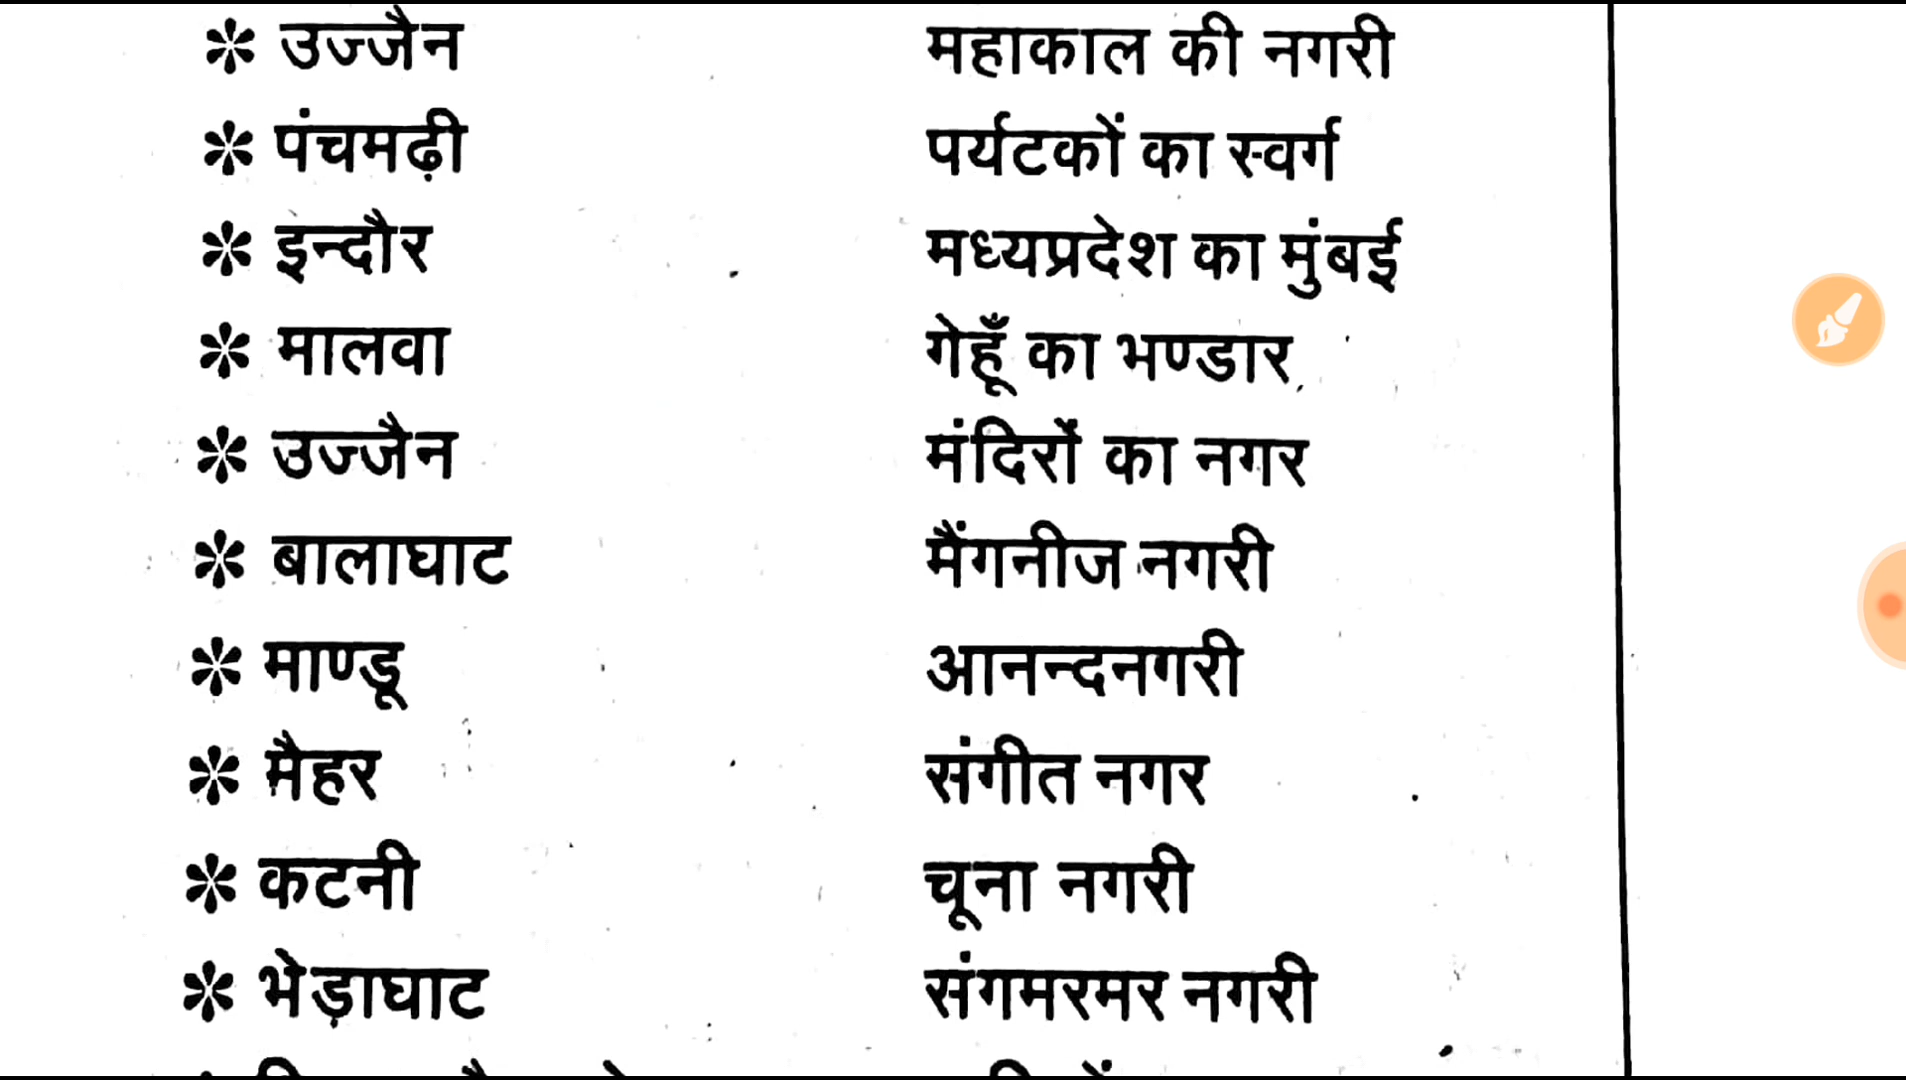 * उज्जैन महाकाल की नगरी
* पंचमढ़ी पर्यटकों का स्वर्ग
* इन्दौर मध्यप्रदेश का मुंबई
* मालवा गेहूँ का भण्डार
* उज्जैन मंदिरों का नगर
* बालाघाट मैंगनीज नगरी
* माण्डू आनन्दनगरी
* मैहर संगीत नगर
* कटनी चूना नगरी
* भेड़ाघाट संगमरमर नगरी